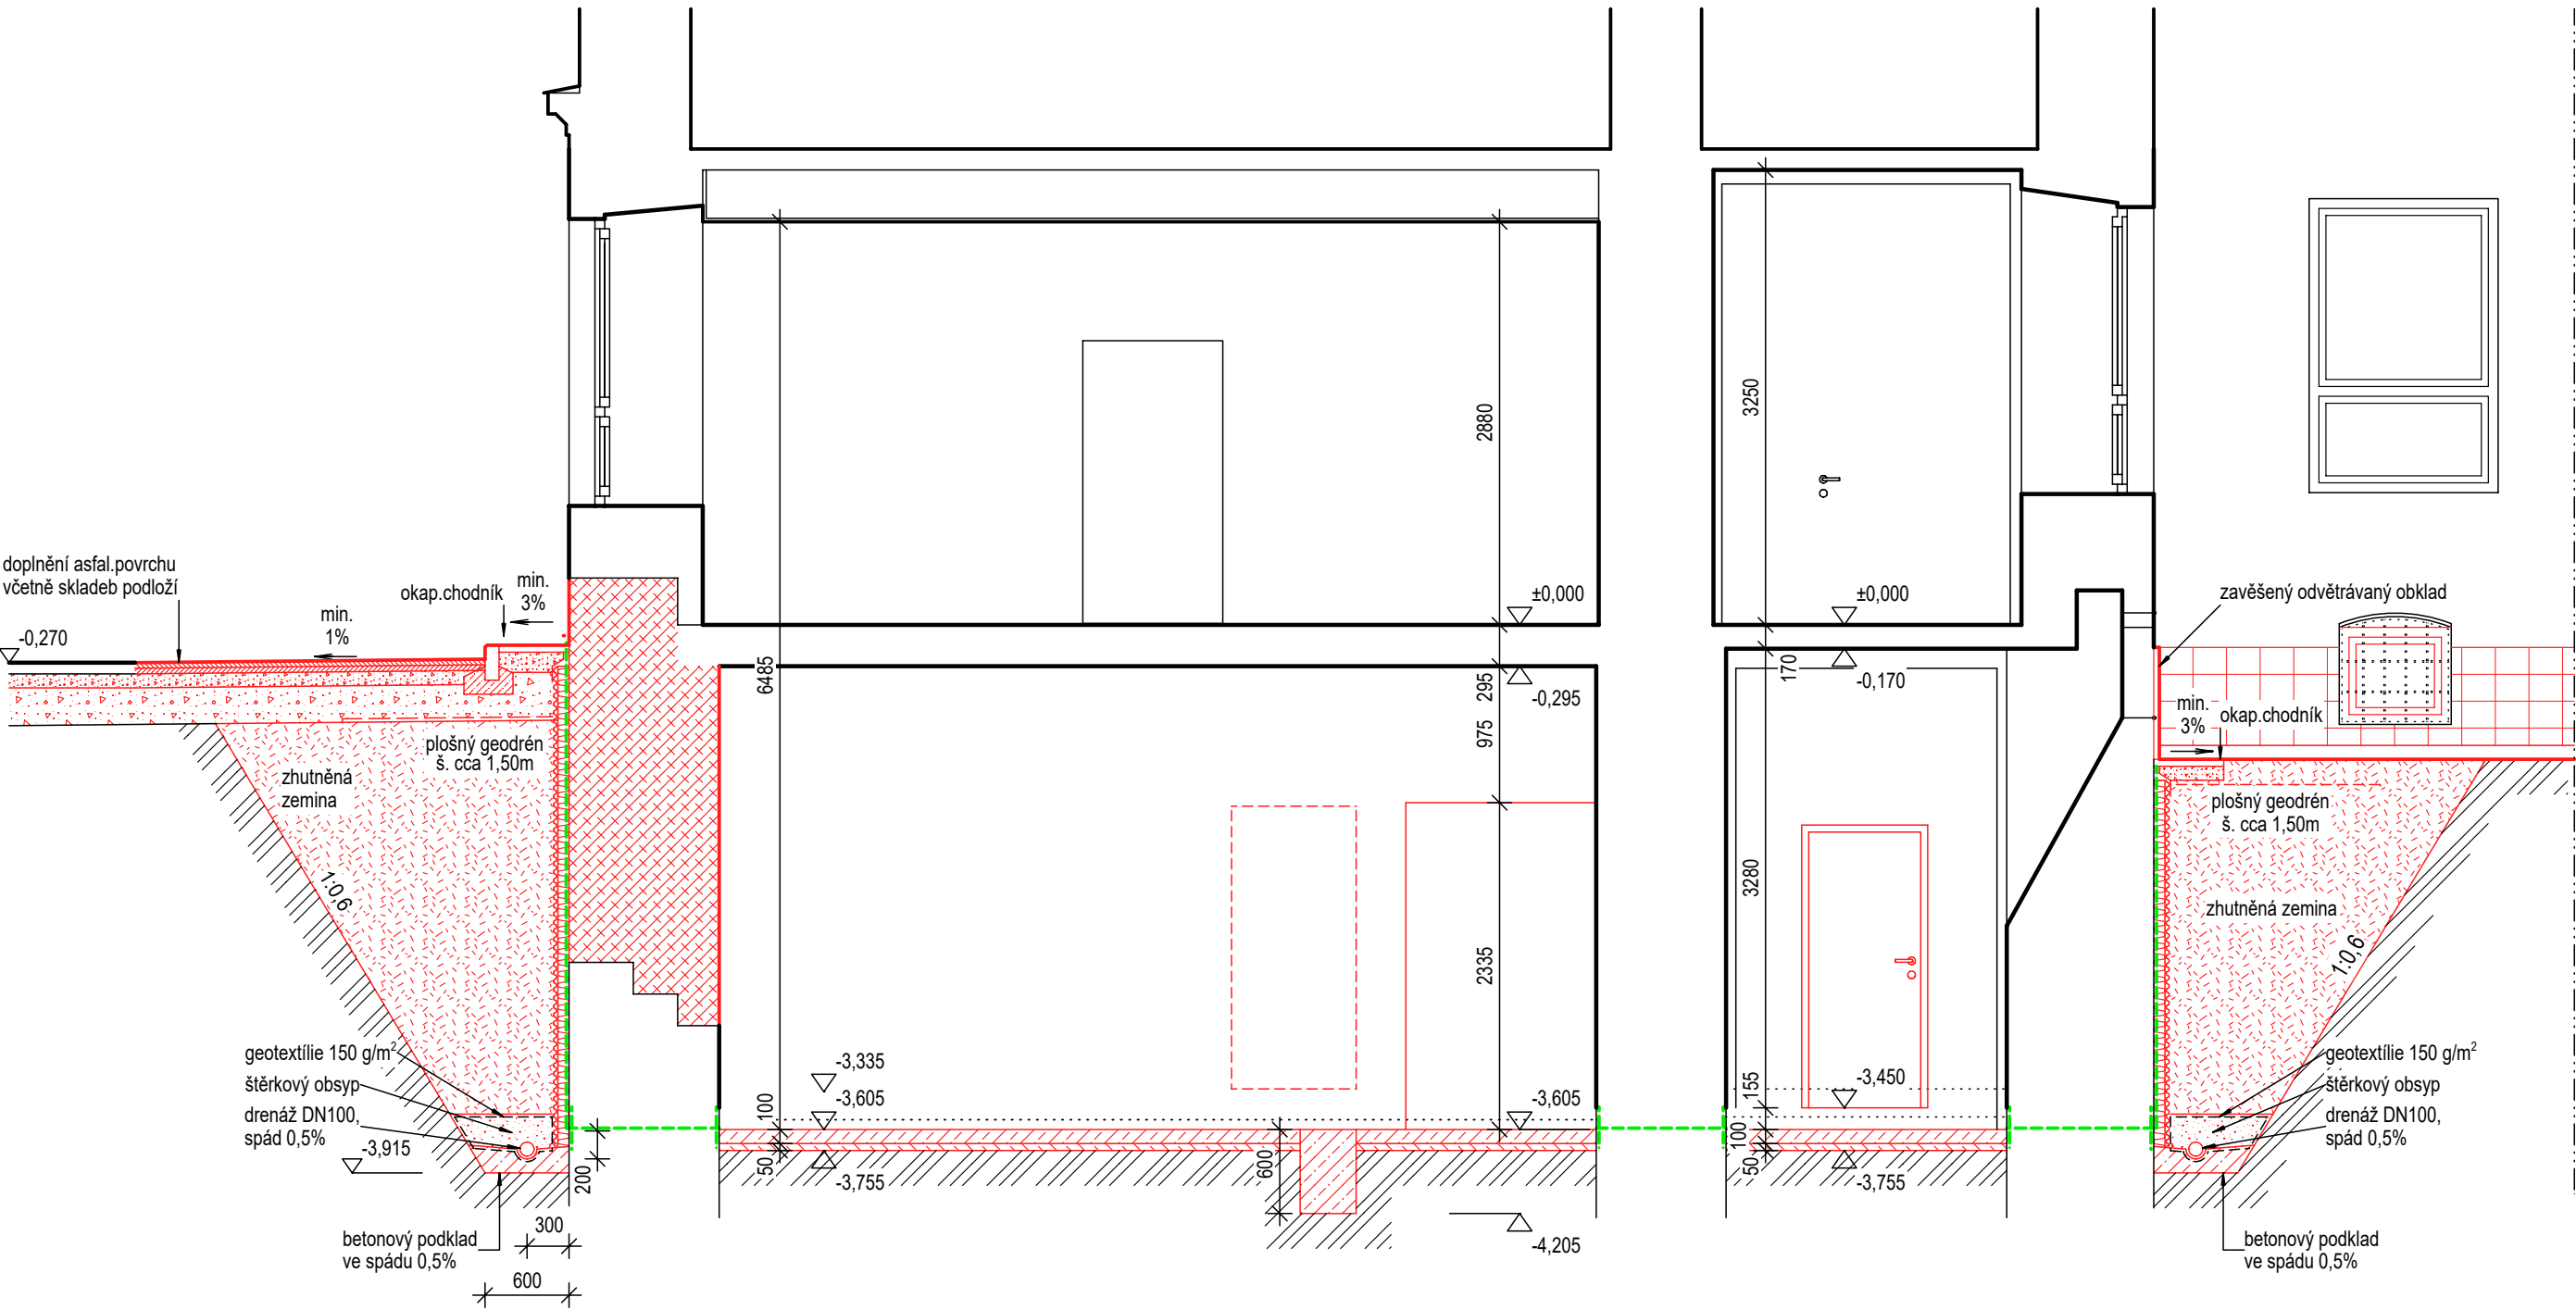 doplnění asfal.povrchu
včetně skladeb podloží
-0,270
min.
1%
okap.chodník
min.
3%
plošný geodrén
š. cca 1,50m
zhutněná
zemina
1:0,6
geotextílie 150 g/m²
štěrkový obsyp
drenáž DN100,
spád 0,5%
-3,915
betonový podklad
ve spádu 0,5%
200
300
600
6485
100
50
-3,335
-3,605
-3,755
2880
±0,000
295
-0,295
975
2335
-3,605
600
-4,205
3250
±0,000
170
-0,170
3280
155
-3,450
100
50
-3,755
zavěšený odvětrávaný obklad
min.
3%
okap.chodník
plošný geodrén
š. cca 1,50m
zhutněná zemina
1:0,6
geotextílie 150 g/m²
štěrkový obsyp
drenáž DN100,
spád 0,5%
betonový podklad
ve spádu 0,5%